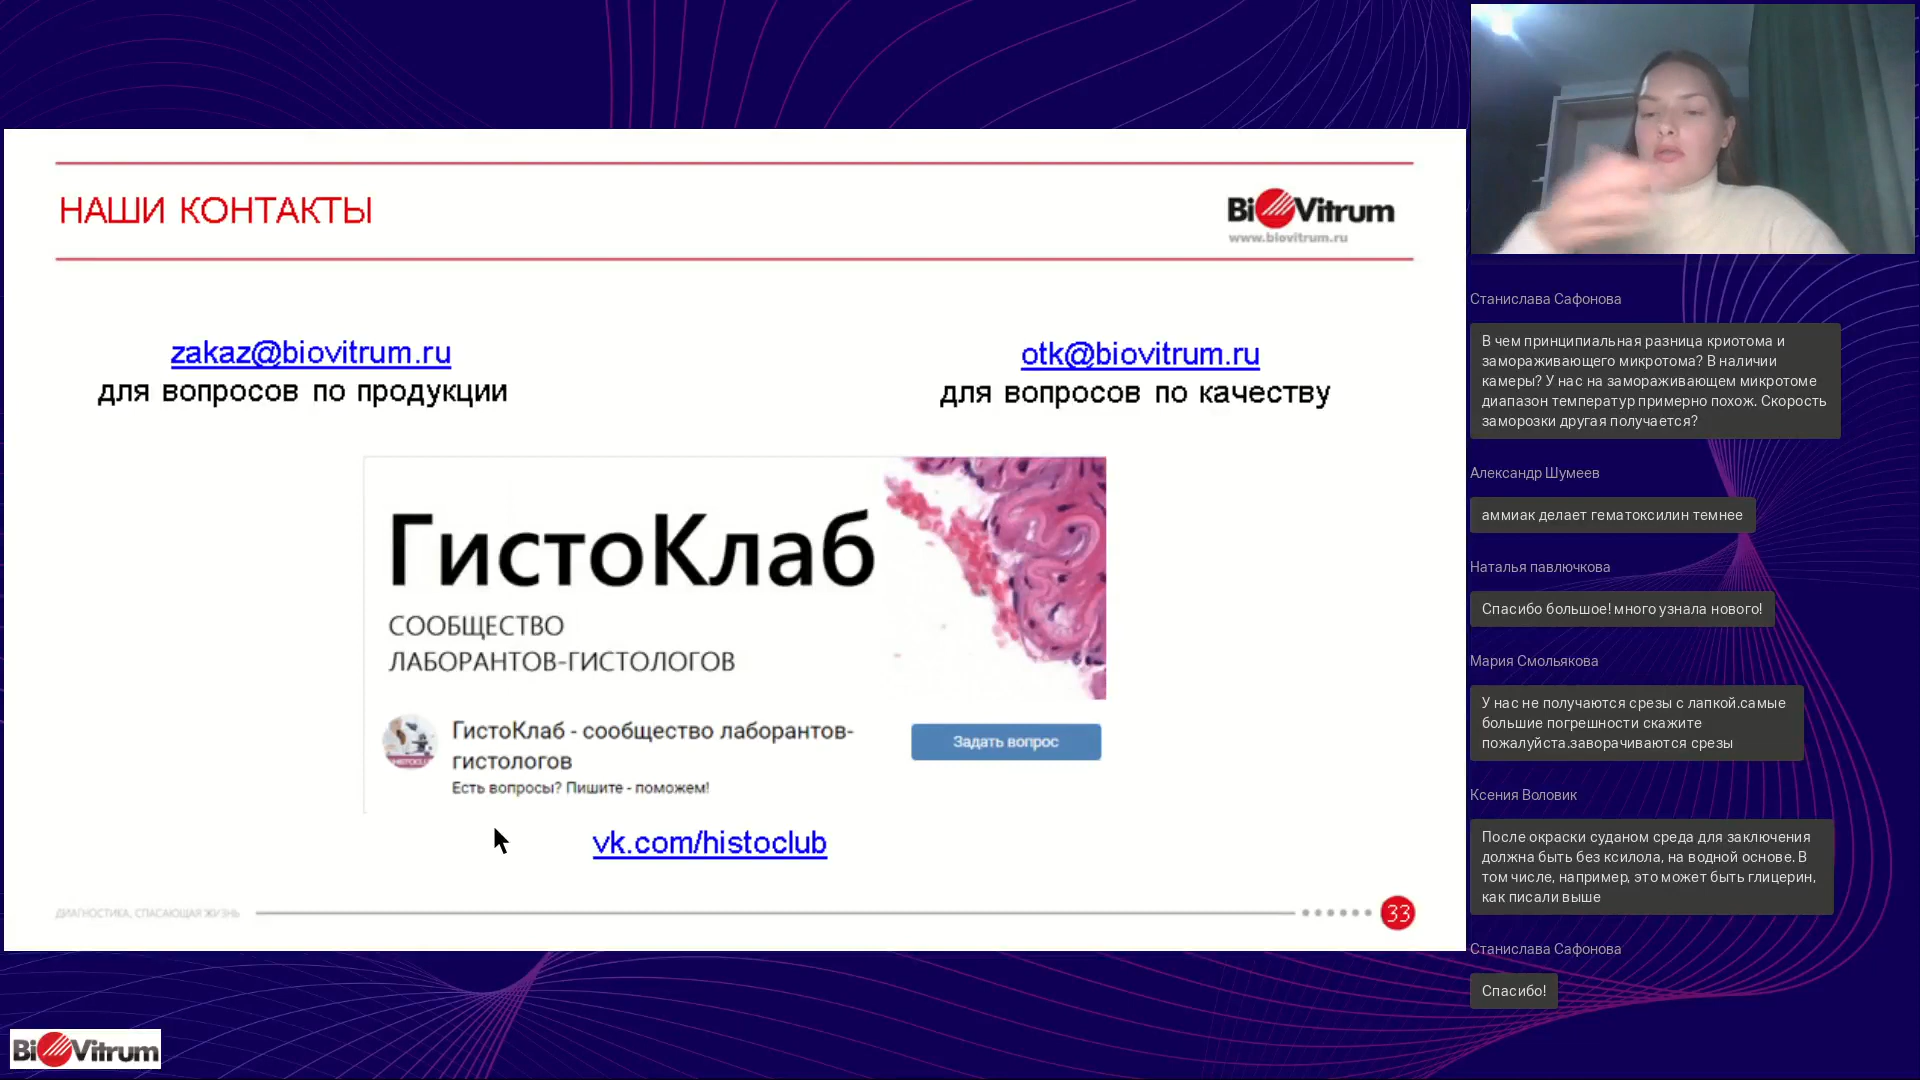 НАШИ КОНТАКТЫ
BioVitrum
www.biovitrum.ru
zakaz@biovitrum.ru
для вопросов по продукции
otk@biovitrum.ru
для вопросов по качеству
ГистоКлаб
СООБЩЕСТВО
ЛАБОРАНТОВ-ГИСТОЛОГОВ
ГистоКлаб - сообщество лаборантов-
гистологов
Есть вопросы? Пишите - поможем!
Задать вопрос
vk.com/histoclub
ДИАГНОСТИКА, СПАСАЮЩАЯ ЖИЗНЬ
33
BioVitrum
Станислава Сафонова
В чем принципиальная разница криотома и
замораживающего микротома? В наличии
камеры? У нас на замораживающем микротоме
диапазон температур примерно похож. Скорость
заморозки другая получается?
Александр Шумеев
аммиак делает гематоксилин темнее
Наталья павлючкова
Спасибо большое! много узнала нового!
Мария Смольякова
У нас не получаются срезы с лапкой.самые
большие погрешности скажите
пожалуйста.заворачиваются срезы
Ксения Воловик
После окраски суданом среда для заключения
должна быть без ксилола, на водной основе. В
том числе, например, это может быть глицерин,
как писали выше
Станислава Сафонова
Спасибо!